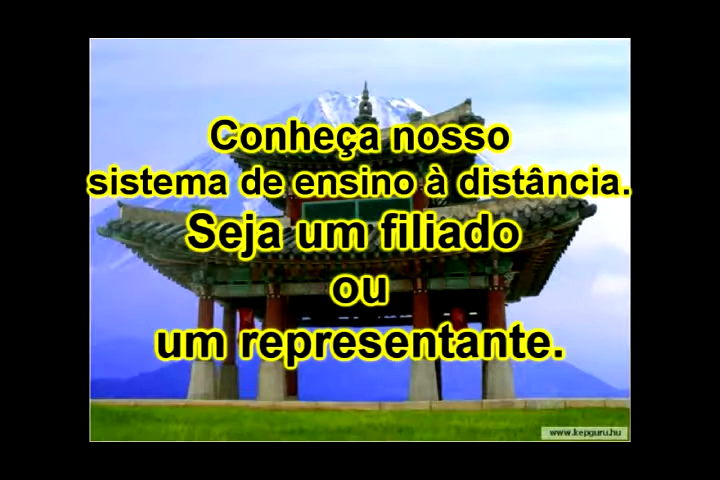 Conheça nosso
sistema de ensino à distância.
Seja um filiado
ou
um representante.
www.kepguru.hu